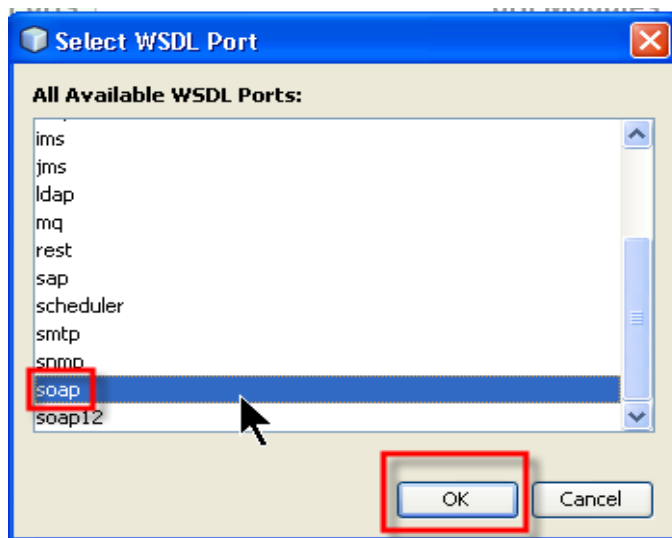 Select WSDL Port
All Available WSDL Ports:
ims
jms
ldap
mq
rest
sap
scheduler
smtp
snmp
soap
soap12
OK
Cancel